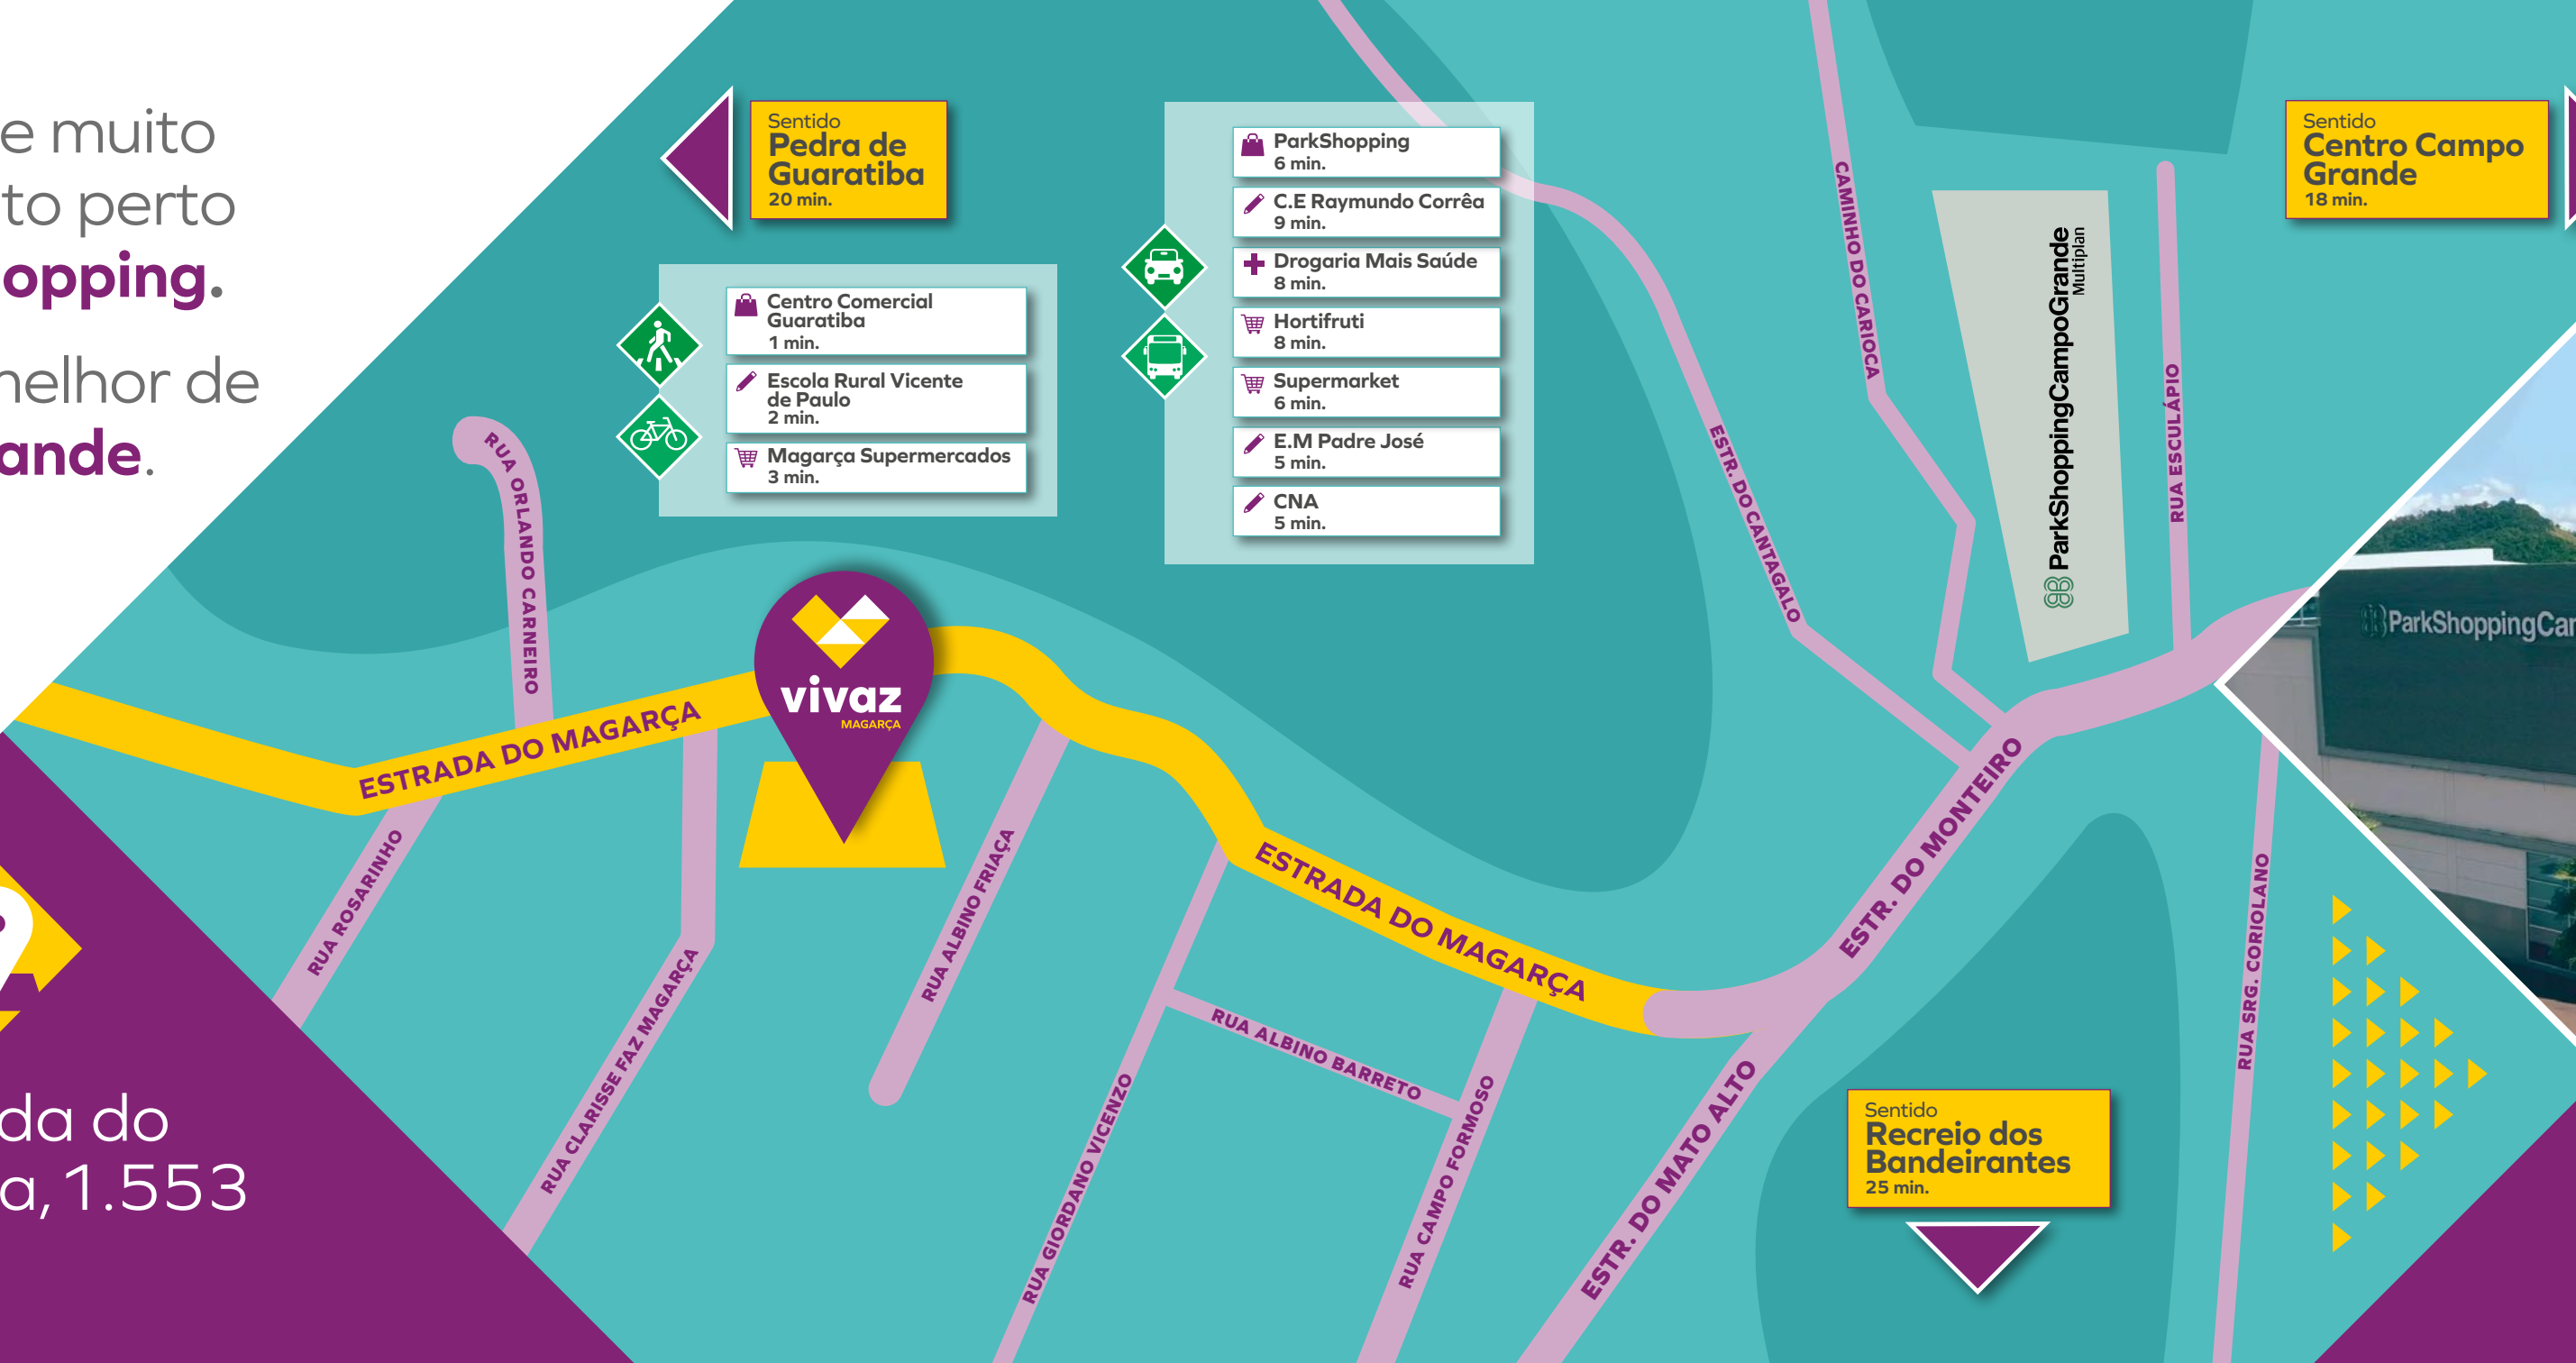 e muito
to perto
opping.
melhor de
ande.
Sentido
Pedra de
Guaratiba
20 min.
Centro Comercial
Guaratiba
1 min.
Escola Rural Vicente
de Paulo
2 min.
Magarça Supermercados
3 min.
ParkShopping
6 min.
C.E Raymundo Corrêa
9 min.
Drogaria Mais Saúde
8 min.
Hortifruti
8 min.
Supermarket
6 min.
E.M Padre José
5 min.
CNA
5 min.
Sentido
Centro Campo
Grande
18 min.
CAMINHO DO CARIOCA
ESTR. DO CANTAGALO
ParkShoppingCampoGrande
Multiplan
RUA ESCULÁPIO
ParkShoppingCar
RUA ORLANDO CARNEIRO
ESTRADA DO MAGARÇA
vivaz
MAGARÇA
RUA ROSARINHO
RUA CLARISSE FAZ MAGARÇA
RUA ALBINO FRIAÇA
ESTRADA DO MAGARÇA
ESTR. DO MONTEIRO
RUA ALBINO BARRETO
RUA GIORDANO VICENZO
RUA CAMPO FORMOSO
ESTR. DO MATO ALTO
RUA SRG. CORIOLANO
Sentido
Recreio dos
Bandeirantes
25 min.
da do
a, 1.553